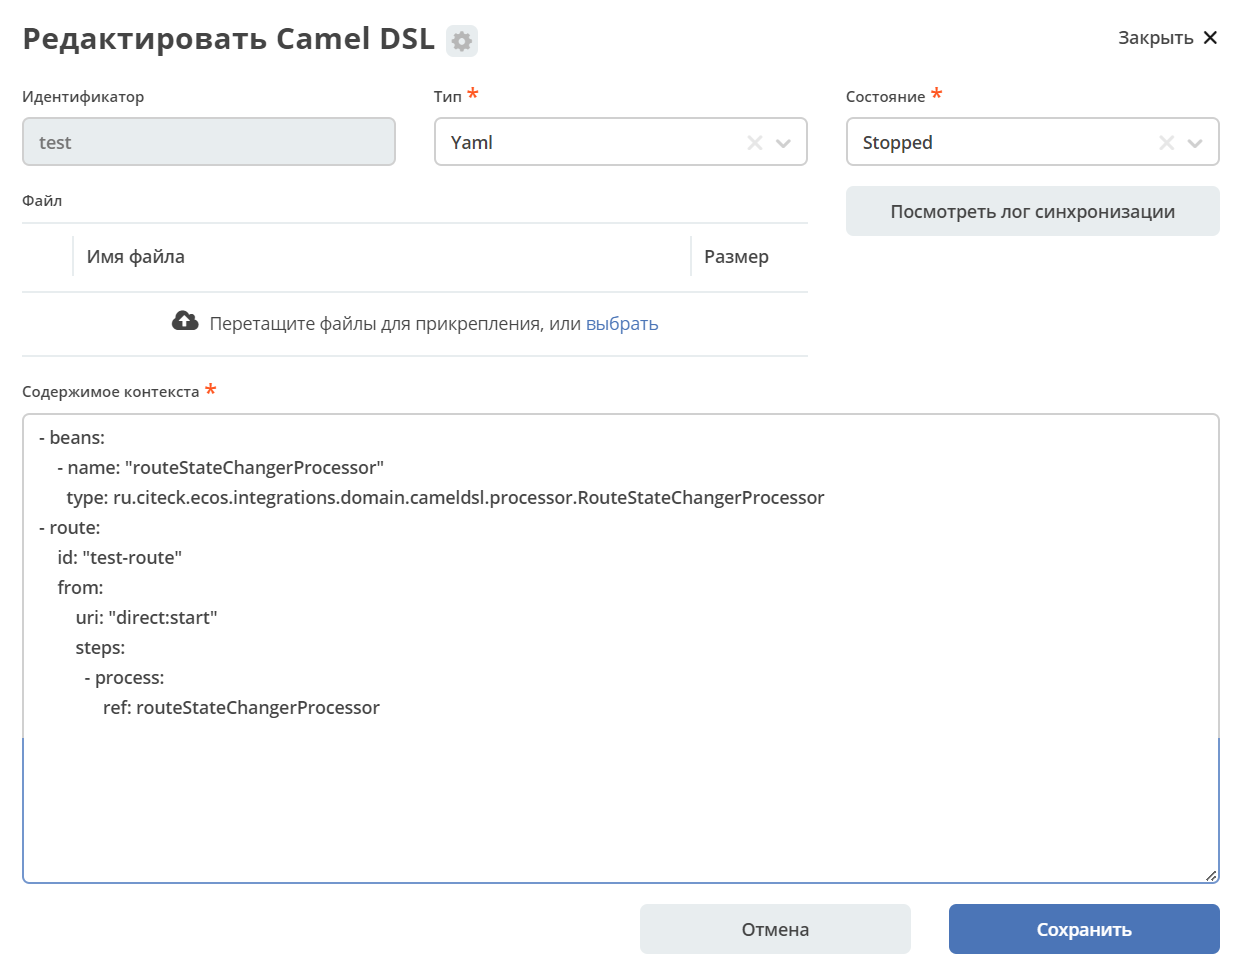 Редактировать Camel DSL
Закрыть
Идентификатор
Тип *
Состояние *
test
Yaml
Stopped
Файл
Посмотреть лог синхронизации
Имя файла
Размер
Перетащите файлы для прикрепления, или выбрать
Содержимое контекста *
- beans:
    - name: "routeStateChangerProcessor"
      type: ru.citeck.ecos.integrations.domain.cameldsl.processor.RouteStateChangerProcessor
- route:
    id: "test-route"
    from:
        uri: "direct:start"
        steps:
          - process:
              ref: routeStateChangerProcessor
Отмена
Сохранить